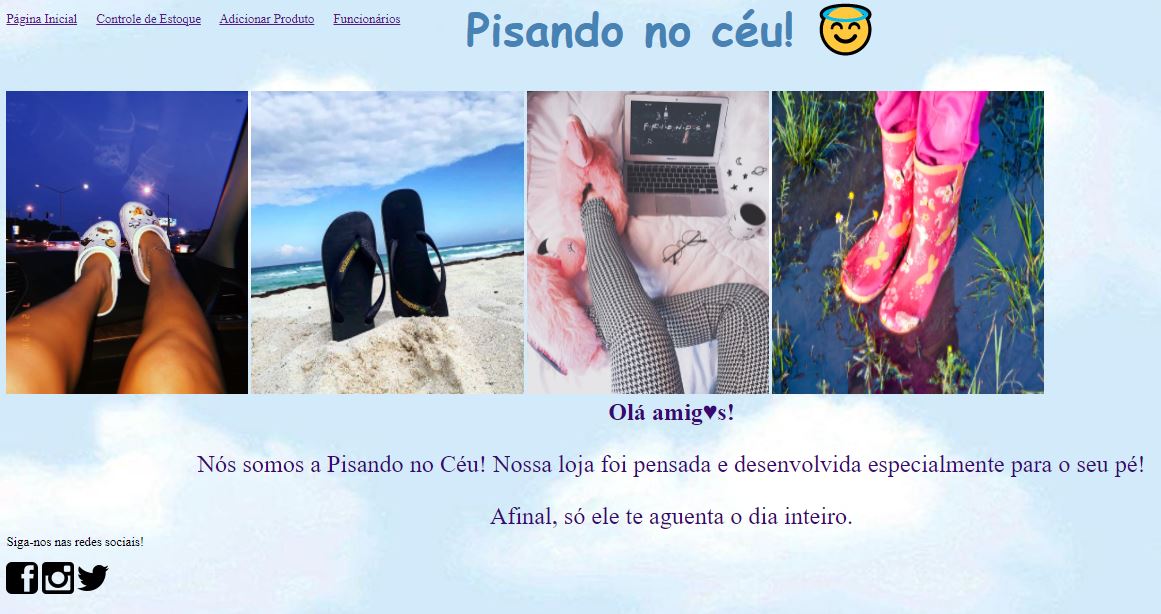 Página Inicial Controle de Estoque Adicionar Produto Funcionários
Pisando no céu!
F·R·I·E·N·D·S
Olá amig♥s!
Nós somos a Pisando no Céu! Nossa loja foi pensada e desenvolvida especialmente para o seu pé!
Afinal, só ele te aguenta o dia inteiro.
Siga-nos nas redes sociais!